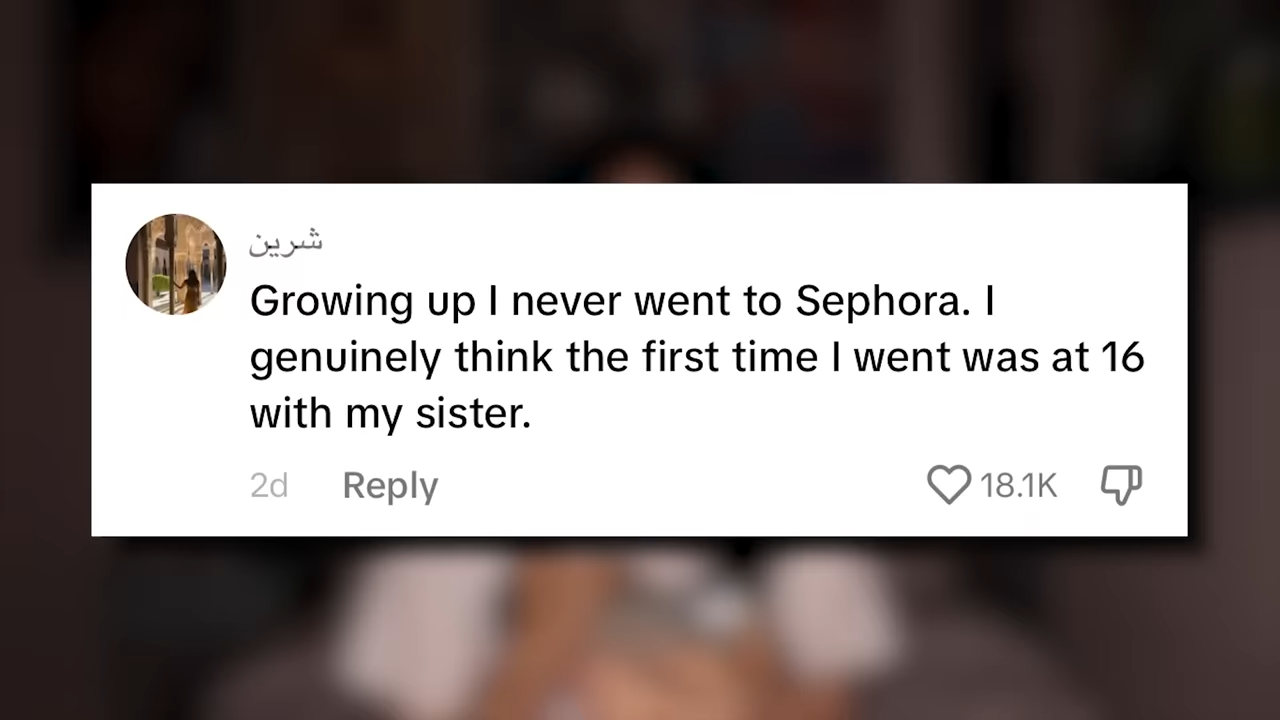 شرين
Growing up I never went to Sephora. I
genuinely think the first time I went was at 16
with my sister.
2d Reply 18.1K